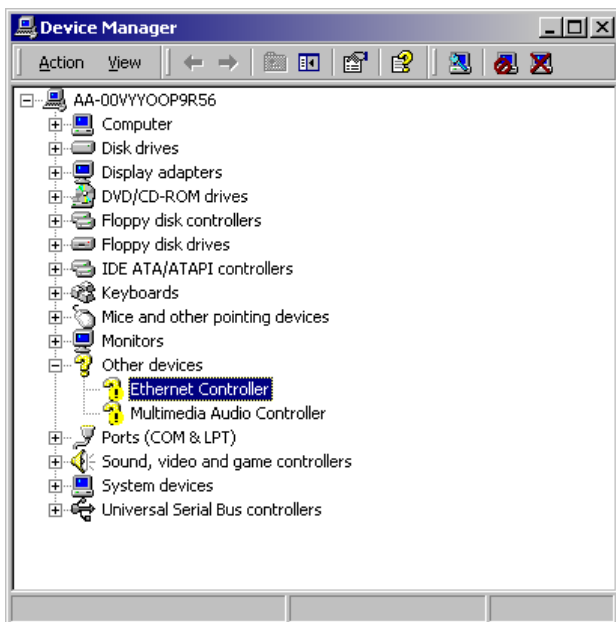 Device Manager
Action View
AA-00VYYOOP9R56
Computer
Disk drives
Display adapters
DVD/CD-ROM drives
Floppy disk controllers
Floppy disk drives
IDE ATA/ATAPI controllers
Keyboards
Mice and other pointing devices
Monitors
Other devices
Ethernet Controller
Multimedia Audio Controller
Ports (COM & LPT)
Sound, video and game controllers
System devices
Universal Serial Bus controllers